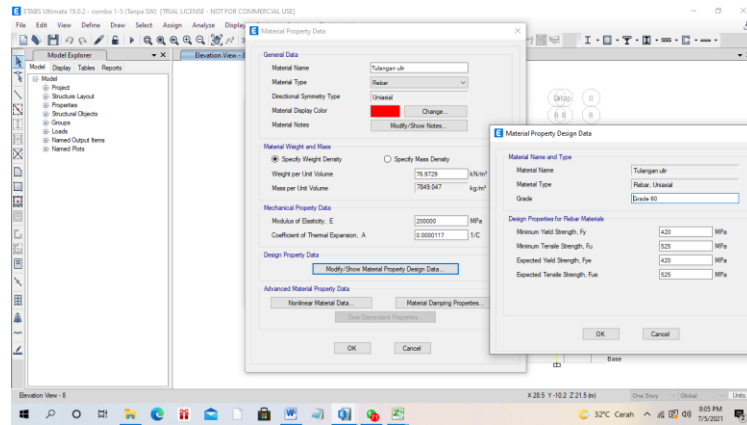 ETABS Ultimate 19.0.2 - combo 1-3 (Tanpa SW) [TRIAL LICENSE - NOT FOR COMMERCIAL USE]
File Edit View Define Draw Select Assign Analyze Display
Model Explorer
Elevation View - 8
Model Display Tables Reports
Model
Project
Structure Layout
Properties
Structural Objects
Groups
Loads
Named Output Items
Named Plots
Material Property Data
General Data
Material Name Tulangan ulir
Material Type Rebar
Directional Symmetry Type Uniaxial
Material Display Color Change...
Material Notes Modify/Show Notes...
Material Weight and Mass
Specify Weight Density Specify Mass Density
Weight per Unit Volume 76.9729 kN/m³
Mass per Unit Volume 7849.047 kg/m³
Mechanical Property Data
Modulus of Elasticity, E 200000 MPa
Coefficient of Thermal Expansion, A 0.0000117 1/C
Design Property Data
Modify/Show Material Property Design Data...
Advanced Material Property Data
Nonlinear Material Data... Material Damping Properties...
Time Dependent Properties...
OK Cancel
Material Property Design Data
Material Name and Type
Material Name Tulangan ulir
Material Type Rebar, Uniaxial
Grade Grade 60
Design Properties for Rebar Materials
Minimum Yield Strength, Fy 420 MPa
Minimum Tensile Strength, Fu 525 MPa
Expected Yield Strength, Fye 420 MPa
Expected Tensile Strength, Fue 525 MPa
OK Cancel
Base
Elevation View - 8
X 28.5 Y -10.2 Z 21.5 (m)
One Story Global Units
32°C Cerah
8:05 PM
7/5/2021